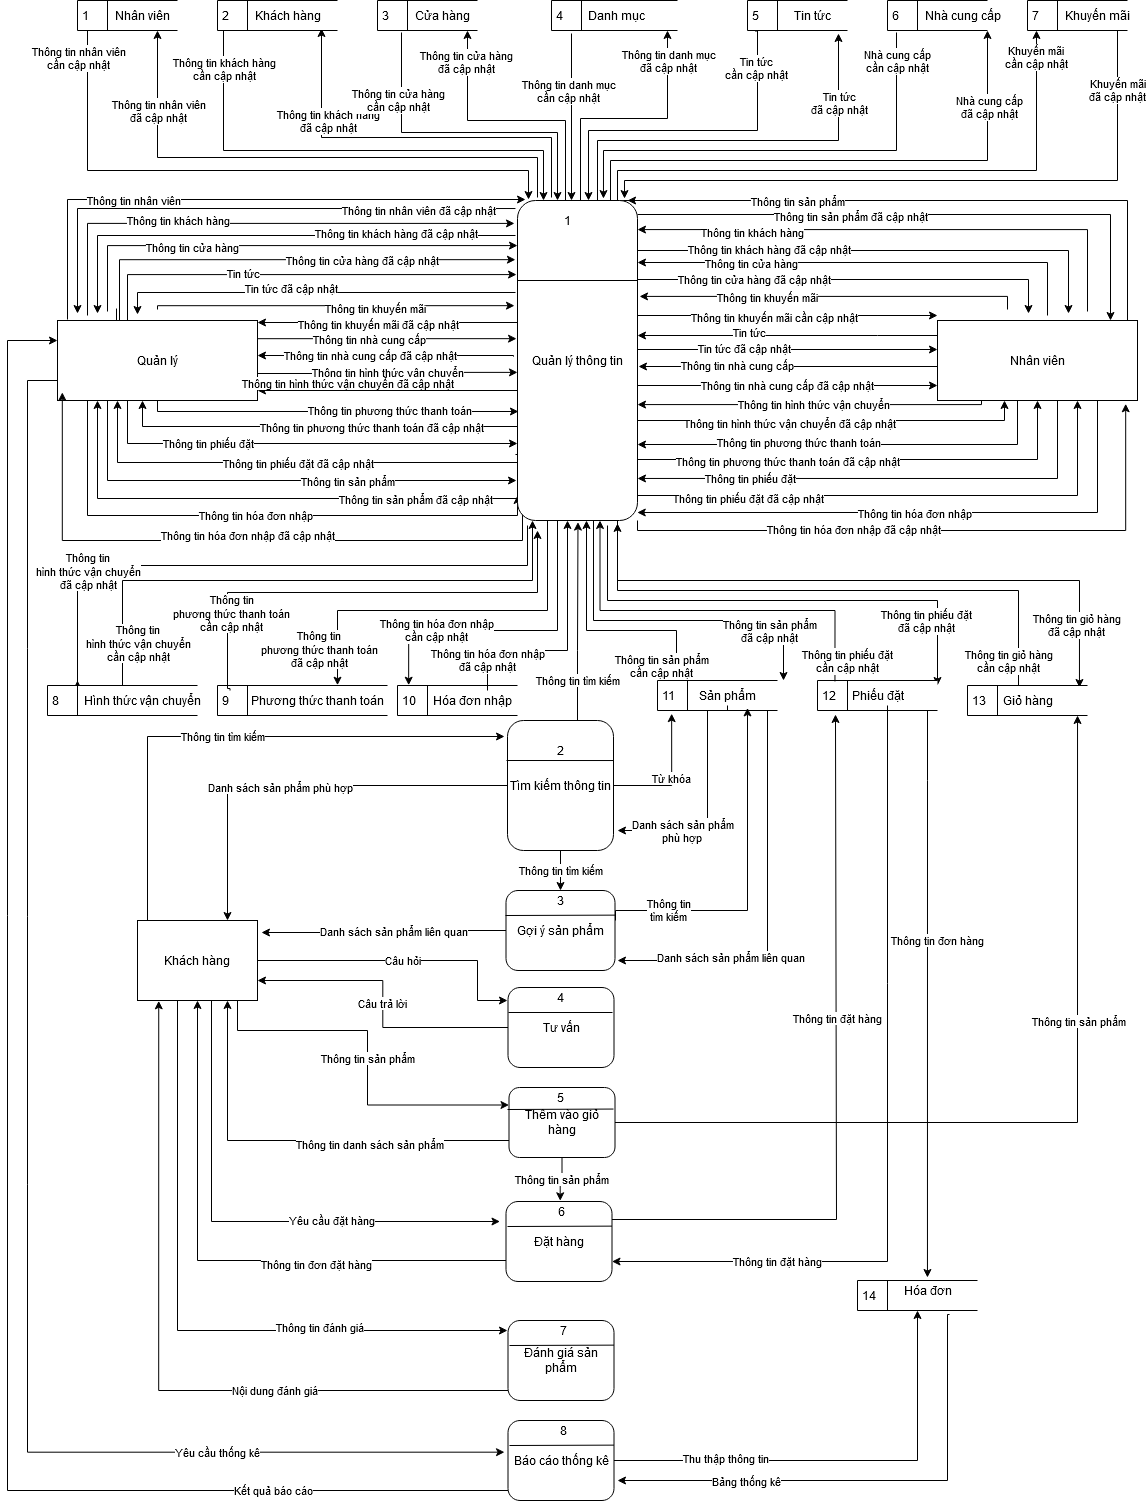 1 Nhân viên
2 Khách hàng
3 Cửa hàng
4 Danh mục
5 Tin tức
6 Nhà cung cấp
7 Khuyến mãi
Thông tin nhân viên
cần cập nhật
Thông tin nhân viên
đã cập nhật
Thông tin khách hàng
cần cập nhật
Thông tin khách hàng
đã cập nhật
Thông tin cửa hàng
cần cập nhật
Thông tin cửa hàng
đã cập nhật
Thông tin danh mục
cần cập nhật
Thông tin danh mục
đã cập nhật
Tin tức
cần cập nhật
Tin tức
đã cập nhật
Nhà cung cấp
cần cập nhật
Nhà cung cấp
đã cập nhật
Khuyến mãi
cần cập nhật
Khuyến mãi
đã cập nhật
Thông tin nhân viên
Thông tin nhân viên đã cập nhật
Thông tin khách hàng
Thông tin khách hàng đã cập nhật
Thông tin cửa hàng
Thông tin cửa hàng đã cập nhật
Tin tức
Tin tức đã cập nhật
Thông tin khuyến mãi
Thông tin khuyến mãi đã cập nhật
Thông tin nhà cung cấp
Thông tin nhà cung cấp đã cập nhật
Thông tin hình thức vận chuyển
Thông tin hình thức vận chuyển đã cập nhật
Thông tin phương thức thanh toán
Thông tin phương thức thanh toán đã cập nhật
Thông tin phiếu đặt
Thông tin phiếu đặt đã cập nhật
Thông tin sản phẩm
Thông tin sản phẩm đã cập nhật
Thông tin hóa đơn nhập
Thông tin hóa đơn nhập đã cập nhật
Quản lý
1
Quản lý thông tin
Nhân viên
Thông tin sản phẩm
Thông tin sản phẩm đã cập nhật
Thông tin khách hàng
Thông tin khách hàng đã cập nhật
Thông tin cửa hàng
Thông tin cửa hàng đã cập nhật
Thông tin khuyến mãi
Thông tin khuyến mãi cần cập nhật
Tin tức
Tin tức đã cập nhật
Thông tin nhà cung cấp
Thông tin nhà cung cấp đã cập nhật
Thông tin hình thức vận chuyển
Thông tin hình thức vận chuyển đã cập nhật
Thông tin phương thức thanh toán
Thông tin phương thức thanh toán đã cập nhật
Thông tin phiếu đặt
Thông tin phiếu đặt đã cập nhật
Thông tin hóa đơn nhập
Thông tin hóa đơn nhập đã cập nhật
Thông tin
hình thức vận chuyển
đã cập nhật
Thông tin
hình thức vận chuyển
cần cập nhật
Thông tin
phương thức thanh toán
cần cập nhật
Thông tin
phương thức thanh toán
đã cập nhật
Thông tin hóa đơn nhập
cần cập nhật
Thông tin hóa đơn nhập
đã cập nhật
Thông tin tìm kiếm
Thông tin sản phẩm
cần cập nhật
Thông tin sản phẩm
đã cập nhật
Thông tin phiếu đặt
cần cập nhật
Thông tin phiếu đặt
đã cập nhật
Thông tin giỏ hàng
cần cập nhật
Thông tin giỏ hàng
đã cập nhật
8 Hình thức vận chuyển
9 Phương thức thanh toán
10 Hóa đơn nhập
11 Sản phẩm
12 Phiếu đặt
13 Giỏ hàng
Thông tin tìm kiếm
2
Tìm kiếm thông tin
Từ khóa
Danh sách sản phẩm phù hợp
Danh sách sản phẩm
phù hợp
Thông tin tìm kiếm
3
Gợi ý sản phẩm
Thông tin
tìm kiếm
Danh sách sản phẩm liên quan
Danh sách sản phẩm liên quan
Khách hàng
Câu hỏi
Câu trả lời
4
Tư vấn
Thông tin đơn hàng
Thông tin đặt hàng
Thông tin sản phẩm
Thông tin sản phẩm
5
Thêm vào giỏ
hàng
Thông tin danh sách sản phẩm
Thông tin sản phẩm
6
Đặt hàng
Yêu cầu đặt hàng
Thông tin đơn đặt hàng
Thông tin đặt hàng
14 Hóa đơn
Thông tin đánh giá
7
Đánh giá sản
phẩm
Nội dung đánh giá
8
Báo cáo thống kê
Yêu cầu thống kê
Kết quả báo cáo
Thu thập thông tin
Bảng thống kê